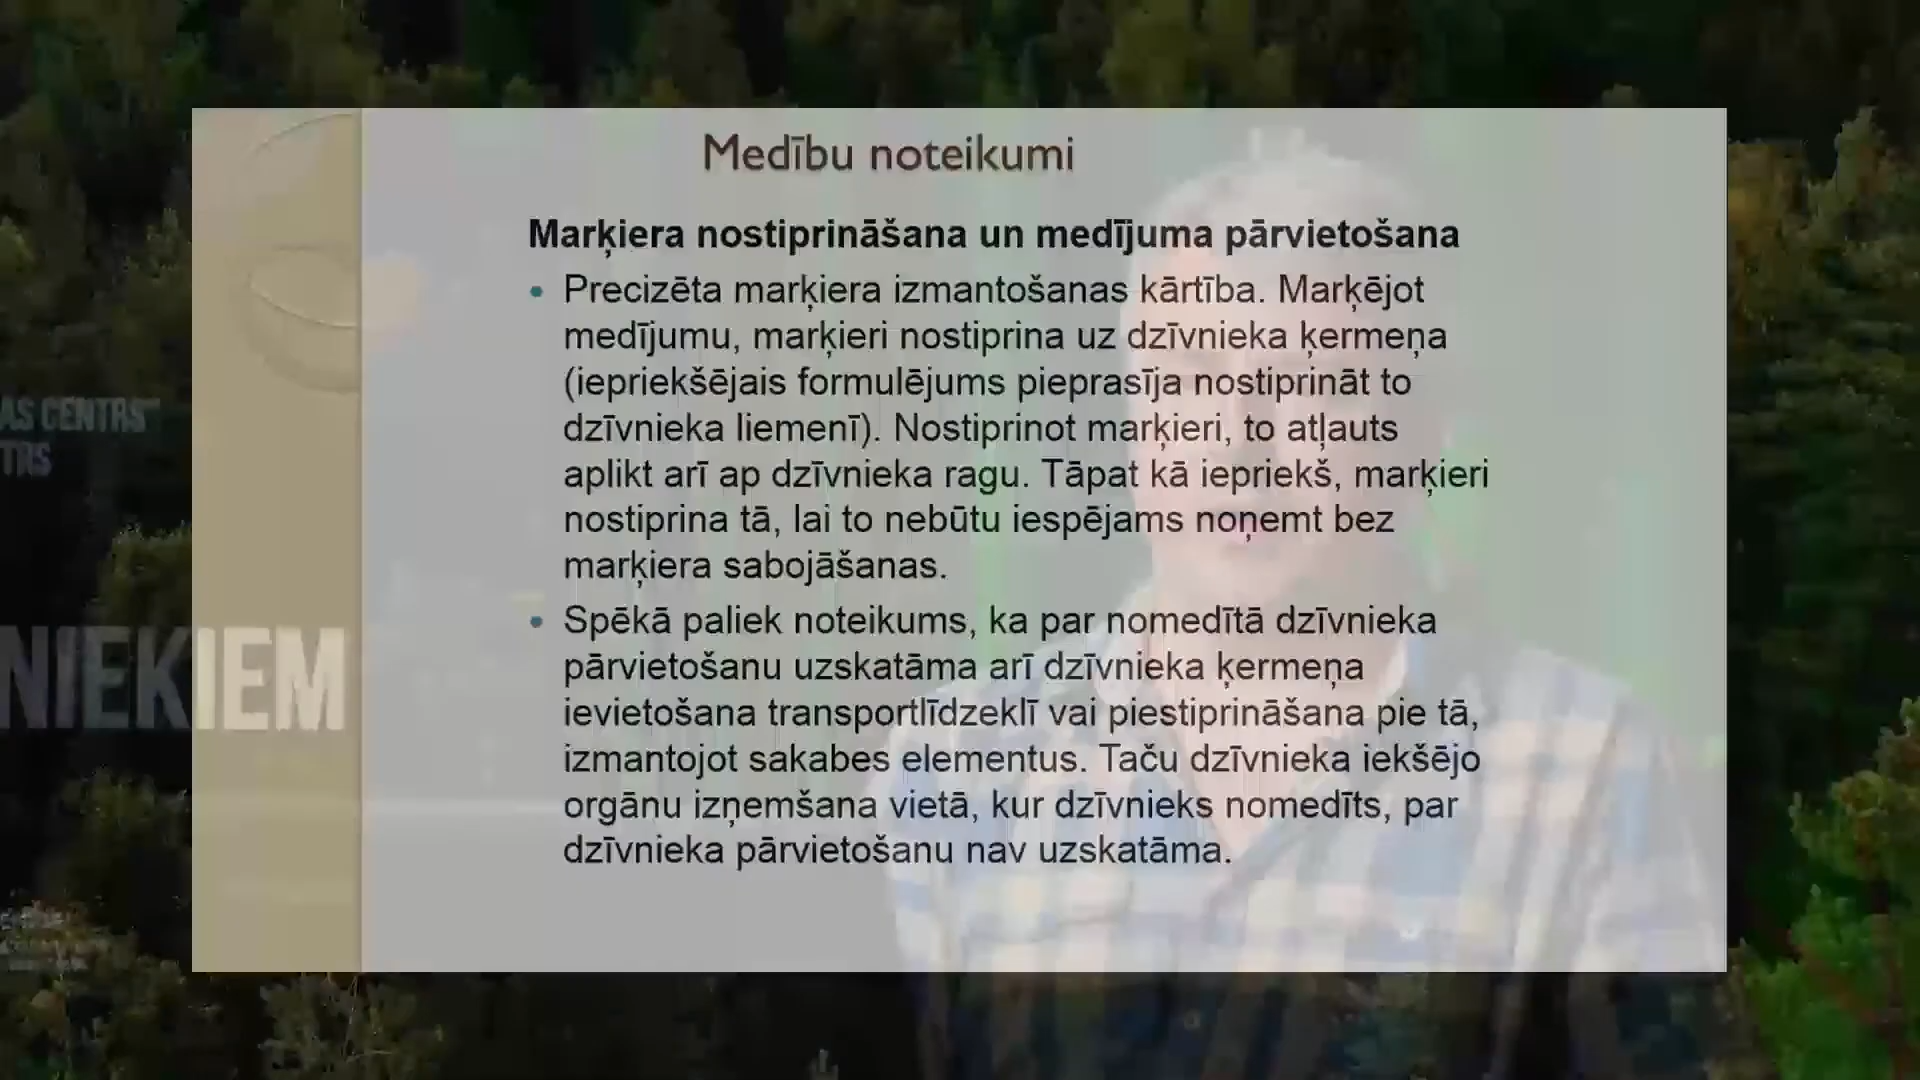 Medību noteikumi
Marķiera nostiprināšana un medījuma pārvietošana
• Precizēta marķiera izmantošanas kārtība. Marķējot
medījumu, marķieri nostiprina uz dzīvnieka ķermeņa
(iepriekšējais formulējums pieprasīja nostiprināt to
dzīvnieka liemenī). Nostiprinot marķieri, to atļauts
aplikt arī ap dzīvnieka ragu. Tāpat kā iepriekš, marķieri
nostiprina tā, lai to nebūtu iespējams noņemt bez
marķiera sabojāšanas.
• Spēkā paliek noteikums, ka par nomedītā dzīvnieka
pārvietošanu uzskatāma arī dzīvnieka ķermeņa
ievietošana transportlīdzeklī vai piestiprināšana pie tā,
izmantojot sakabes elementus. Taču dzīvnieka iekšējo
orgānu izņemšana vietā, kur dzīvnieks nomedīts, par
dzīvnieka pārvietošanu nav uzskatāma.
AS CENTRS"
TRS
NIEKIEM